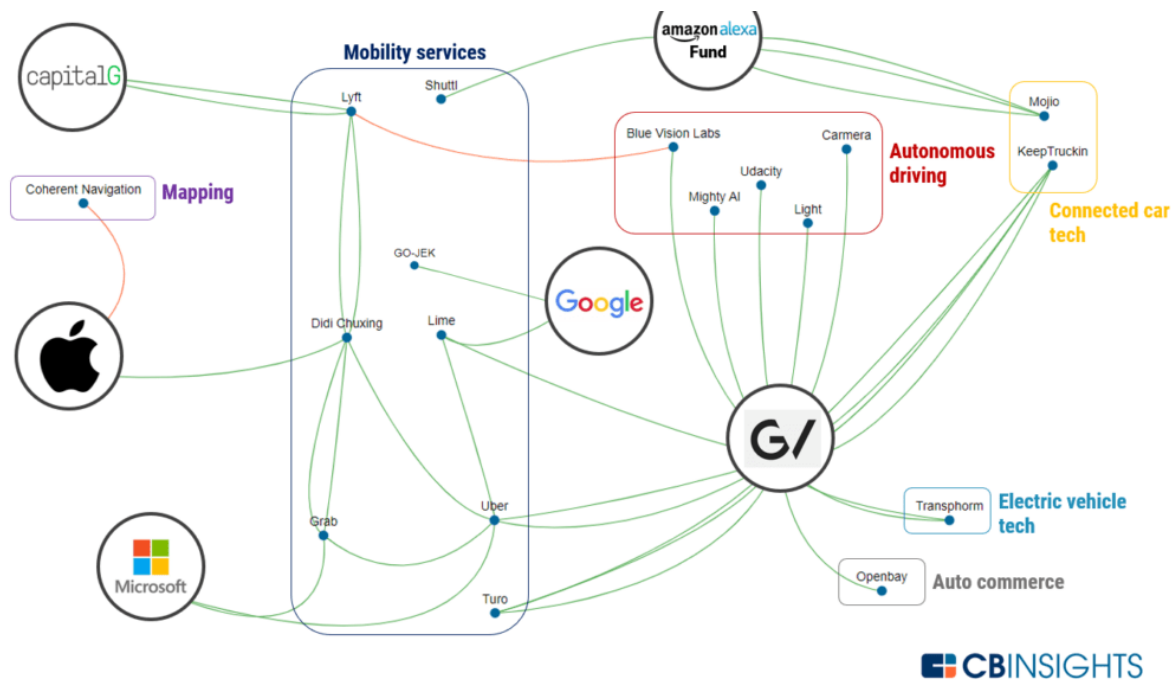 amazon alexa
Fund
capitalG
Mobility services
Lyft
Shuttl
Mojio
KeepTruckin
Connected car
tech
Blue Vision Labs
Carmera
Udacity
Mighty AI
Light
Autonomous
driving
Coherent Navigation
Mapping
GO-JEK
Google
Didi Chuxing
Lime
GV
Grab
Uber
Turo
Microsoft
Transphorm
Electric vehicle
tech
Openbay
Auto commerce
CBINSIGHTS